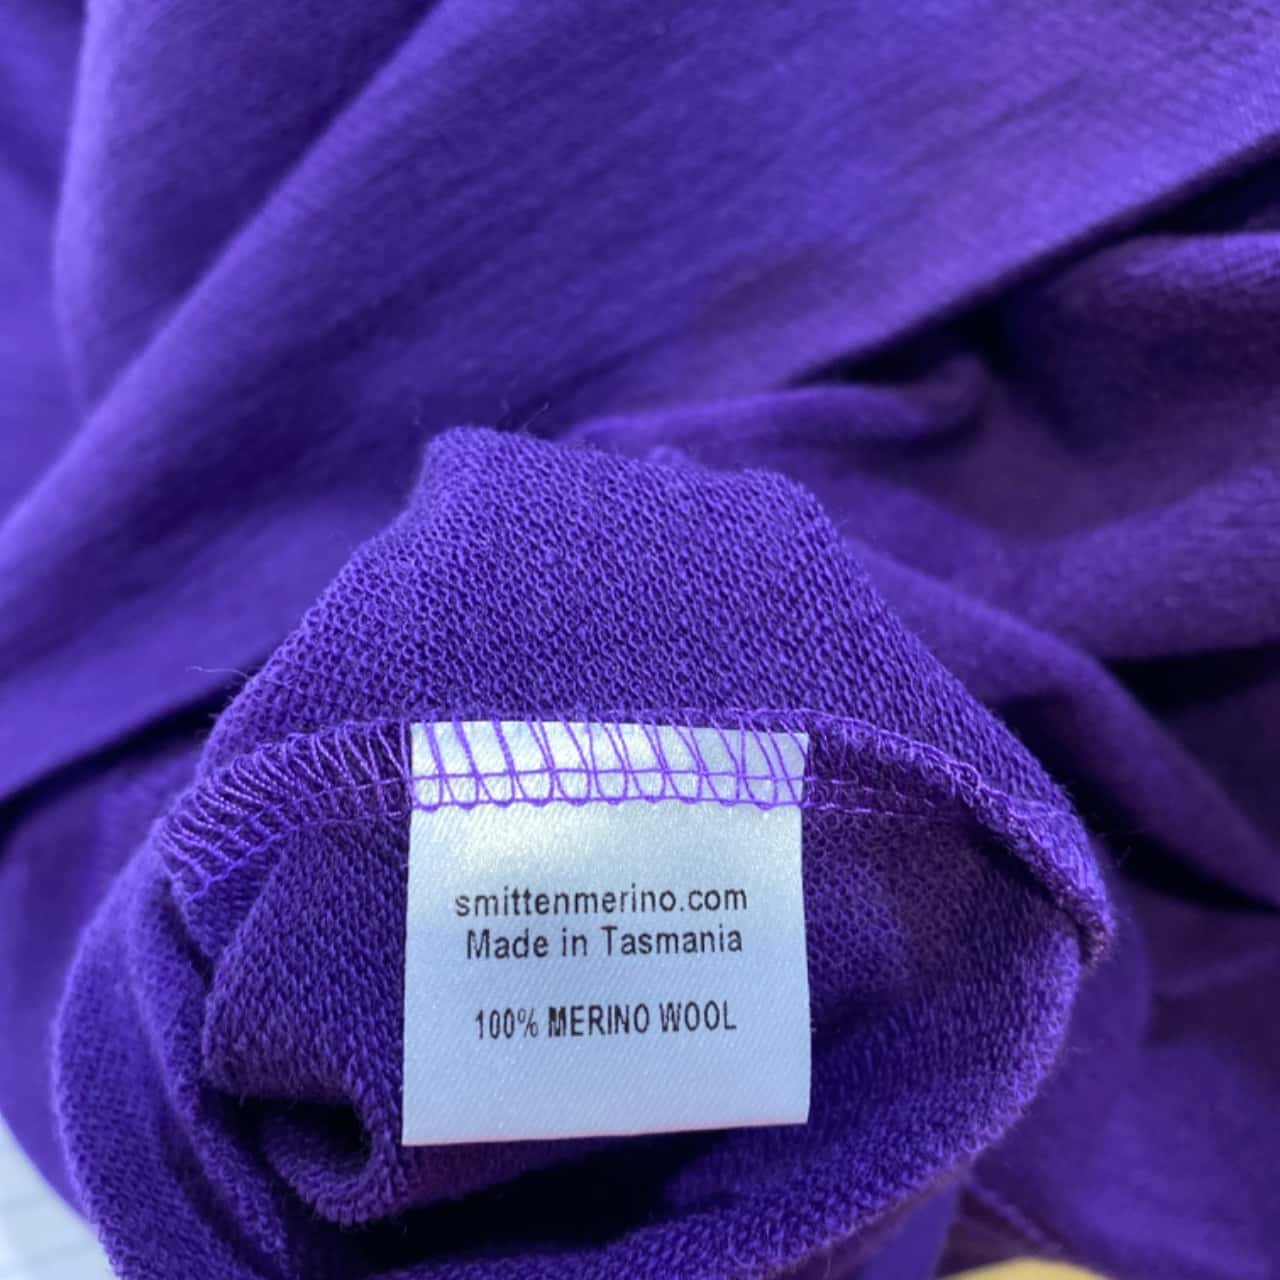 smittenmerino.com
Made in Tasmania
100% MERINO WOOL